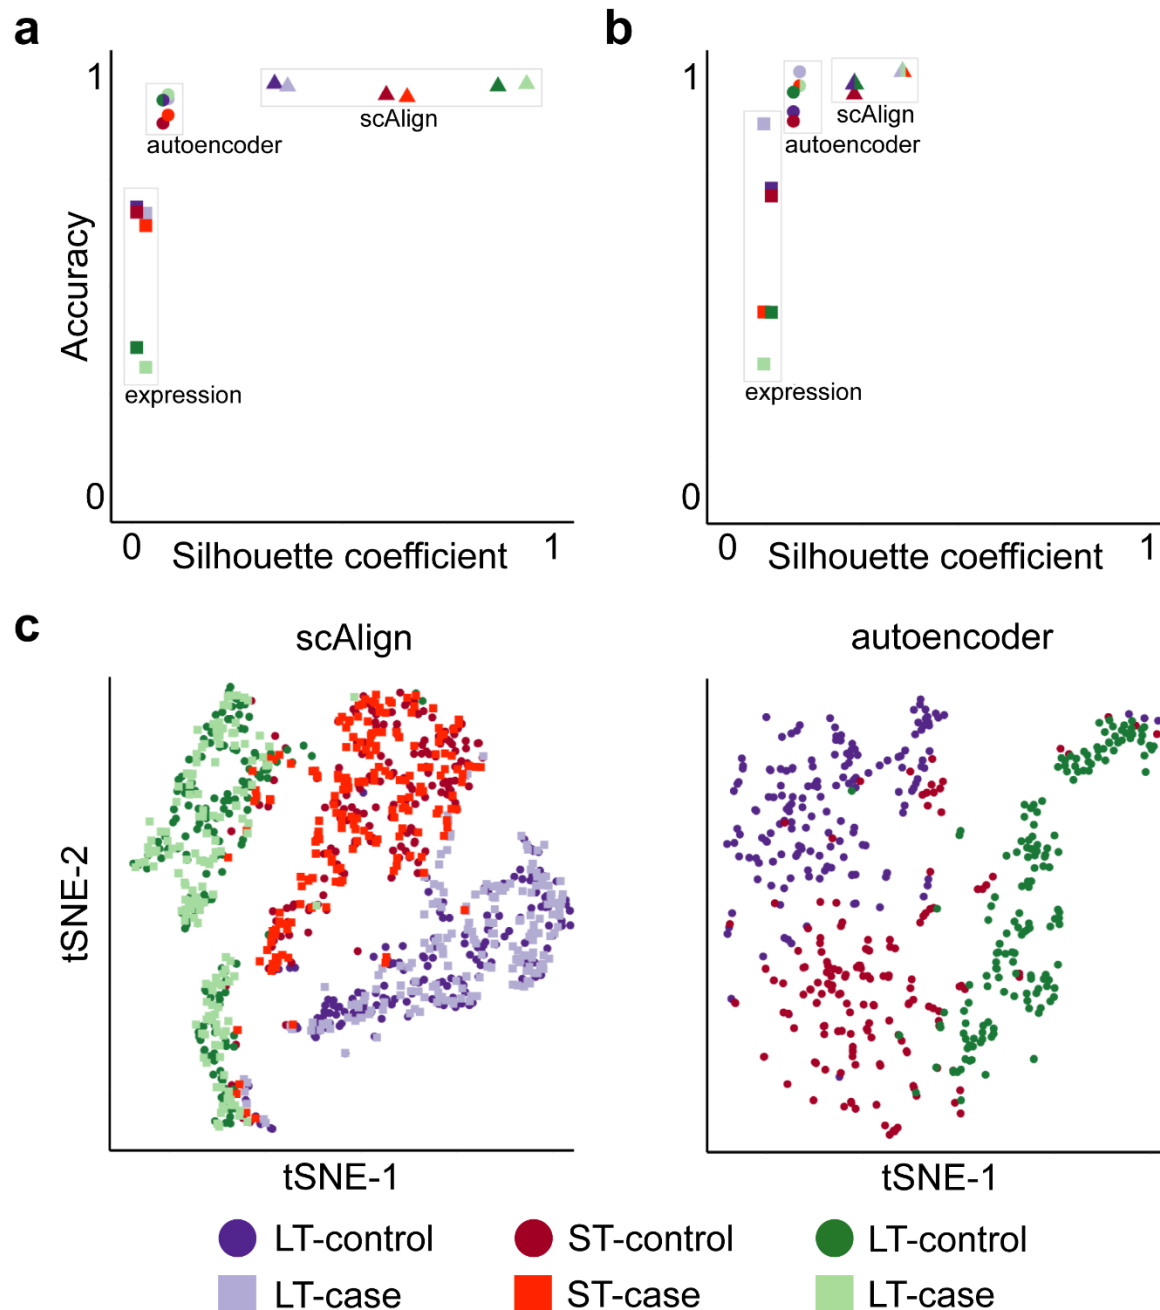 a
b
1
autoencoder
scAlign
expression
0
Accuracy
0
Silhouette coefficient
1
1
scAlign
autoencoder
expression
0
0
Silhouette coefficient
1
c
scAlign
autoencoder
tSNE-2
tSNE-1
tSNE-1
LT-control
ST-control
LT-control
LT-case
ST-case
LT-case